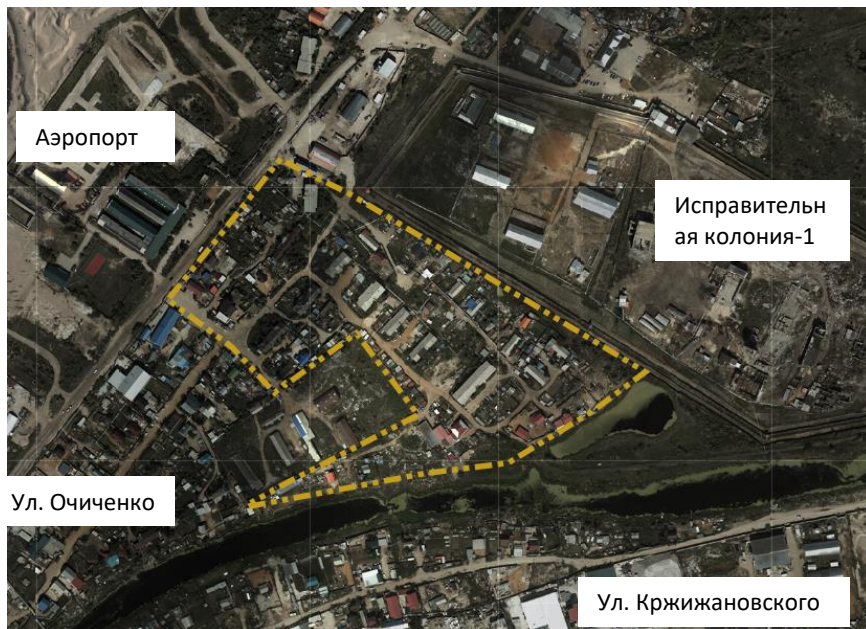 Аэропорт
Исправительн
ая колония-1
Ул. Очиченко
Ул. Кржижановского